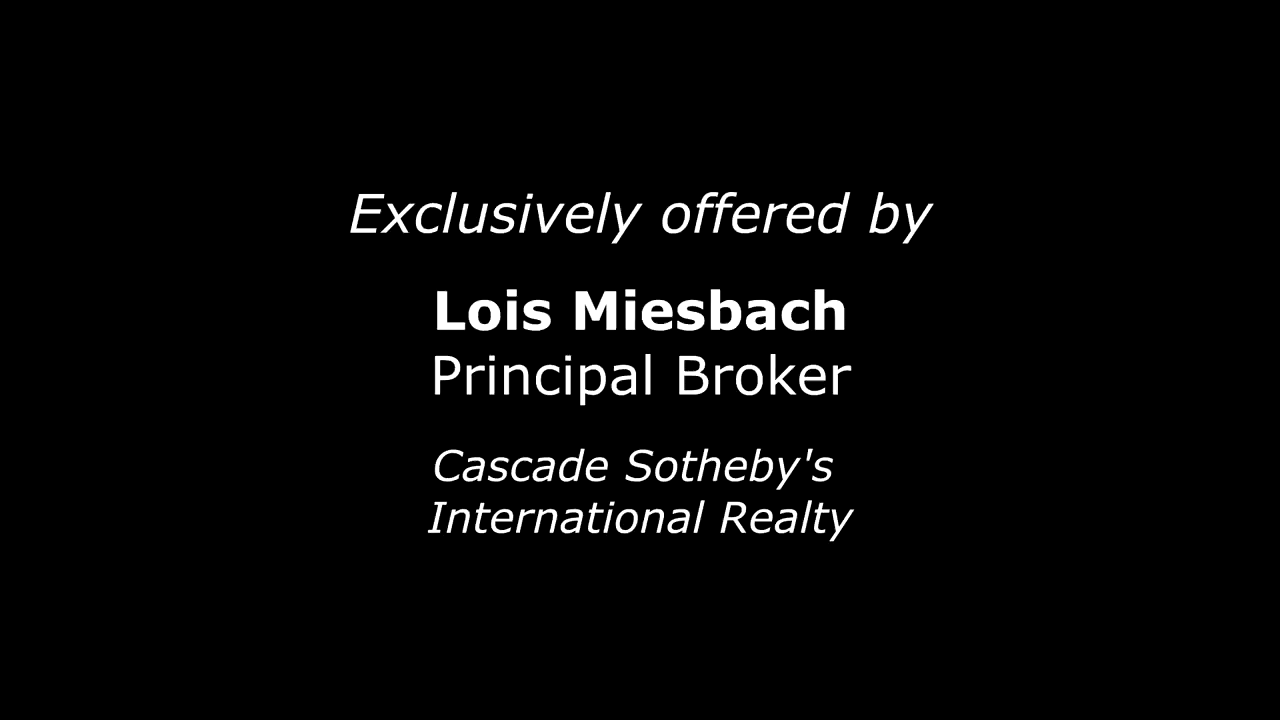 Exclusively offered by
Lois Miesbach
Principal Broker
Cascade Sotheby's
International Realty